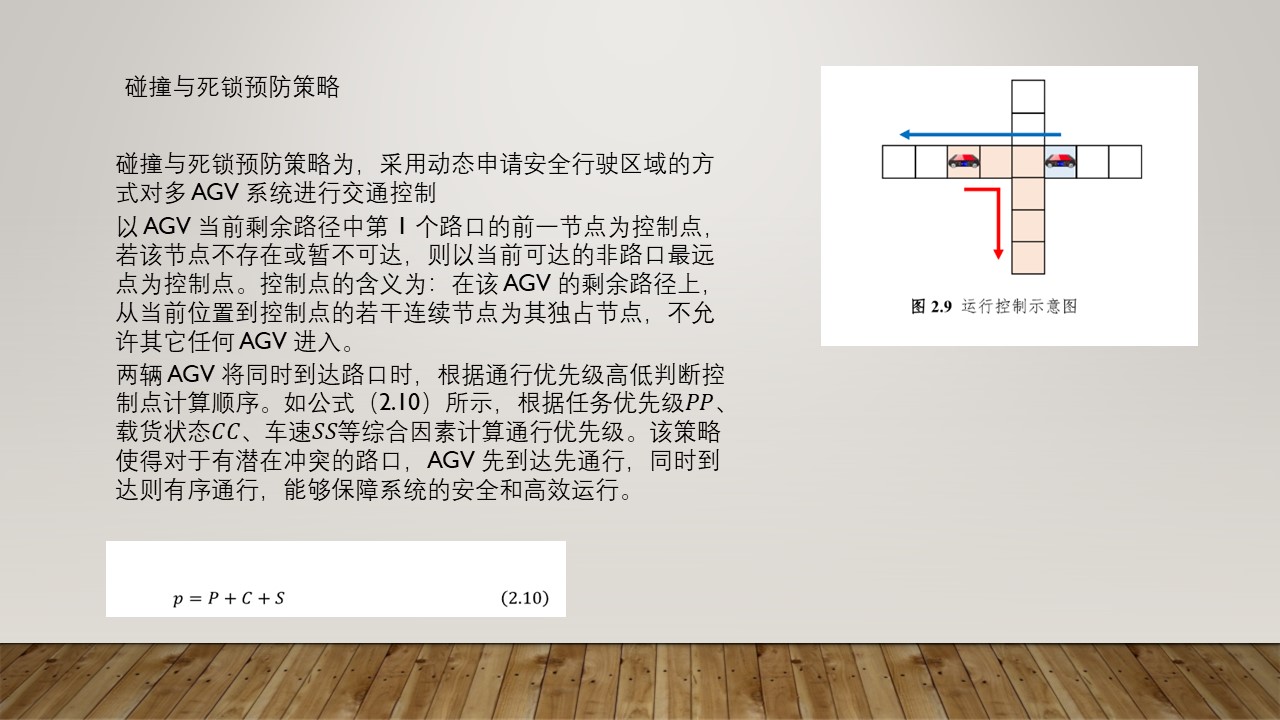 碰撞与死锁预防策略
碰撞与死锁预防策略为，采用动态申请安全行驶区域的方
式对多 AGV 系统进行交通控制
以 AGV 当前剩余路径中第 1 个路口的前一节点为控制点，
若该节点不存在或暂不可达，则以当前可达的非路口最远
点为控制点。控制点的含义为：在该 AGV 的剩余路径上，
从当前位置到控制点的若干连续节点为其独占节点，不允
许其它任何 AGV 进入。
两辆 AGV 将同时到达路口时，根据通行优先级高低判断控
制点计算顺序。如公式（2.10）所示，根据任务优先级𝑃𝑃、
载货状态𝐶𝐶、车速𝑆𝑆等综合因素计算通行优先级。该策略
使得对于有潜在冲突的路口，AGV 先到达先通行，同时到
达则有序通行，能够保障系统的安全和高效运行。
𝑝 = 𝑃 + 𝐶 + 𝑆 (2.10)
图 2.9 运行控制示意图